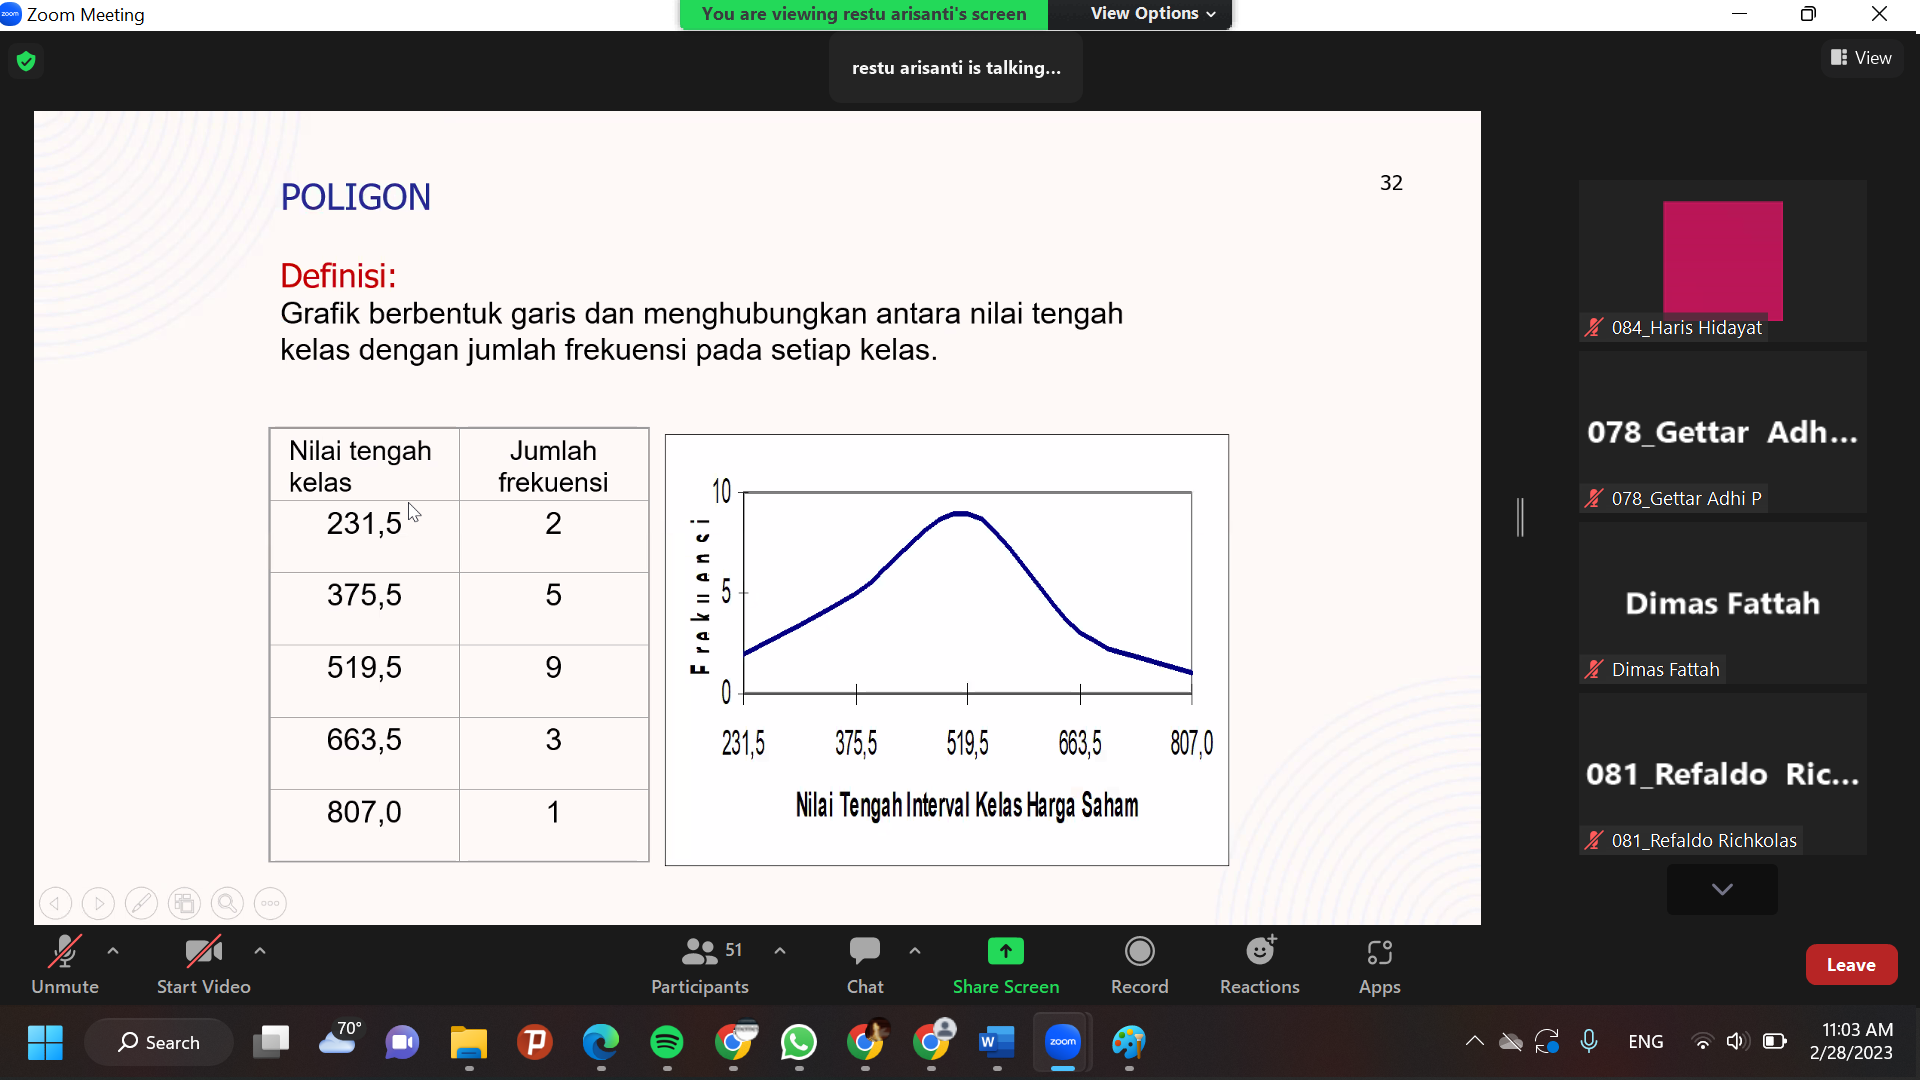 Zoom Meeting
You are viewing restu arisanti's screen
View Options
restu arisanti is talking...
View
32
POLIGON
Definisi:
Grafik berbentuk garis dan menghubungkan antara nilai tengah
kelas dengan jumlah frekuensi pada setiap kelas.
Nilai tengah kelas Jumlah frekuensi
231,5 2
375,5 5
519,5 9
663,5 3
807,0 1
10
5
0
Frekuensi
231,5 375,5 519,5 663,5 807,0
Nilai Tengah Interval Kelas Harga Saham
084_Haris Hidayat
078_Gettar Adh...
078_Gettar Adhi P
Dimas Fattah
Dimas Fattah
081_Refaldo Ric...
081_Refaldo Richkolas
Unmute
Start Video
51
Participants
Chat
Share Screen
Record
Reactions
Apps
Leave
Search
70°
zoom
ENG
11:03 AM
2/28/2023